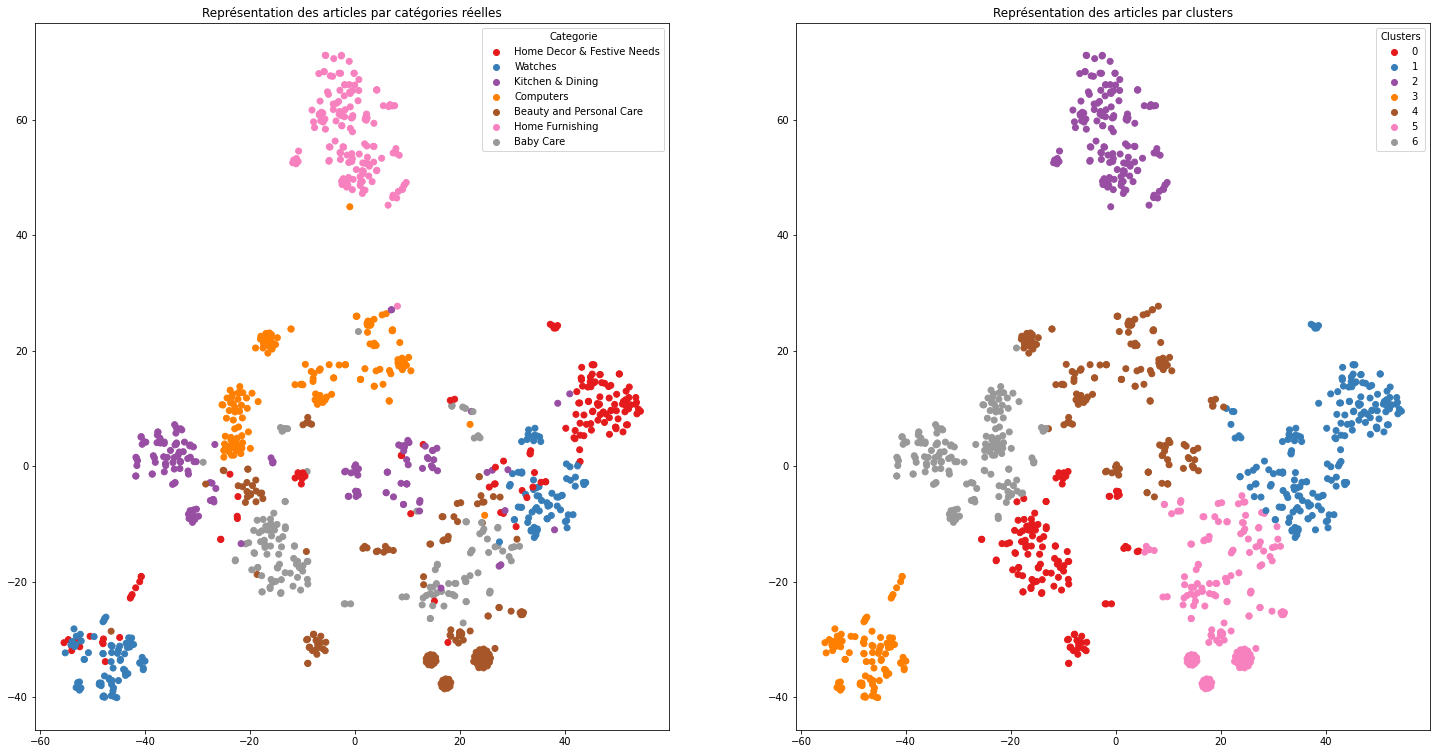 Représentation des articles par catégories réelles
Categorie
Home Decor & Festive Needs
Watches
Kitchen & Dining
Computers
Beauty and Personal Care
Home Furnishing
Baby Care
60
40
20
0
−20
−40
−60
−40
−20
0
20
40
Représentation des articles par clusters
Clusters
0
1
2
3
4
5
6
60
40
20
0
−20
−40
−60
−40
−20
0
20
40